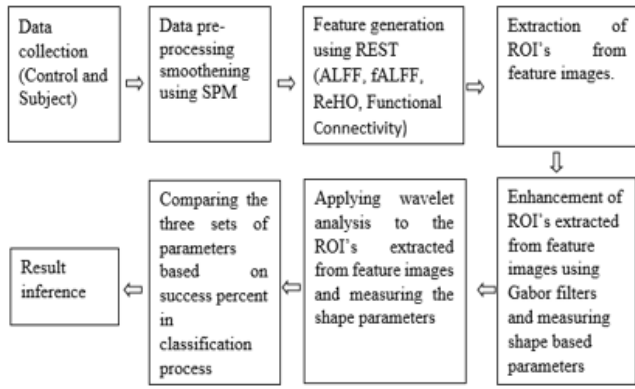 Data
collection
(Control and
Subject)
Data pre-
processing
smoothening
using SPM
Feature generation
using REST
(ALFF, fALFF,
ReHO, Functional
Connectivity)
Extraction of
ROI's from
feature images.
Enhancement of
ROI's extracted
from feature
images using
Gabor filters
and measuring
shape based
parameters
Applying wavelet
analysis to the
ROI's extracted
from feature images
and measuring the
shape parameters
Comparing the
three sets of
parameters
based on
success percent
in
classification
process
Result
inference